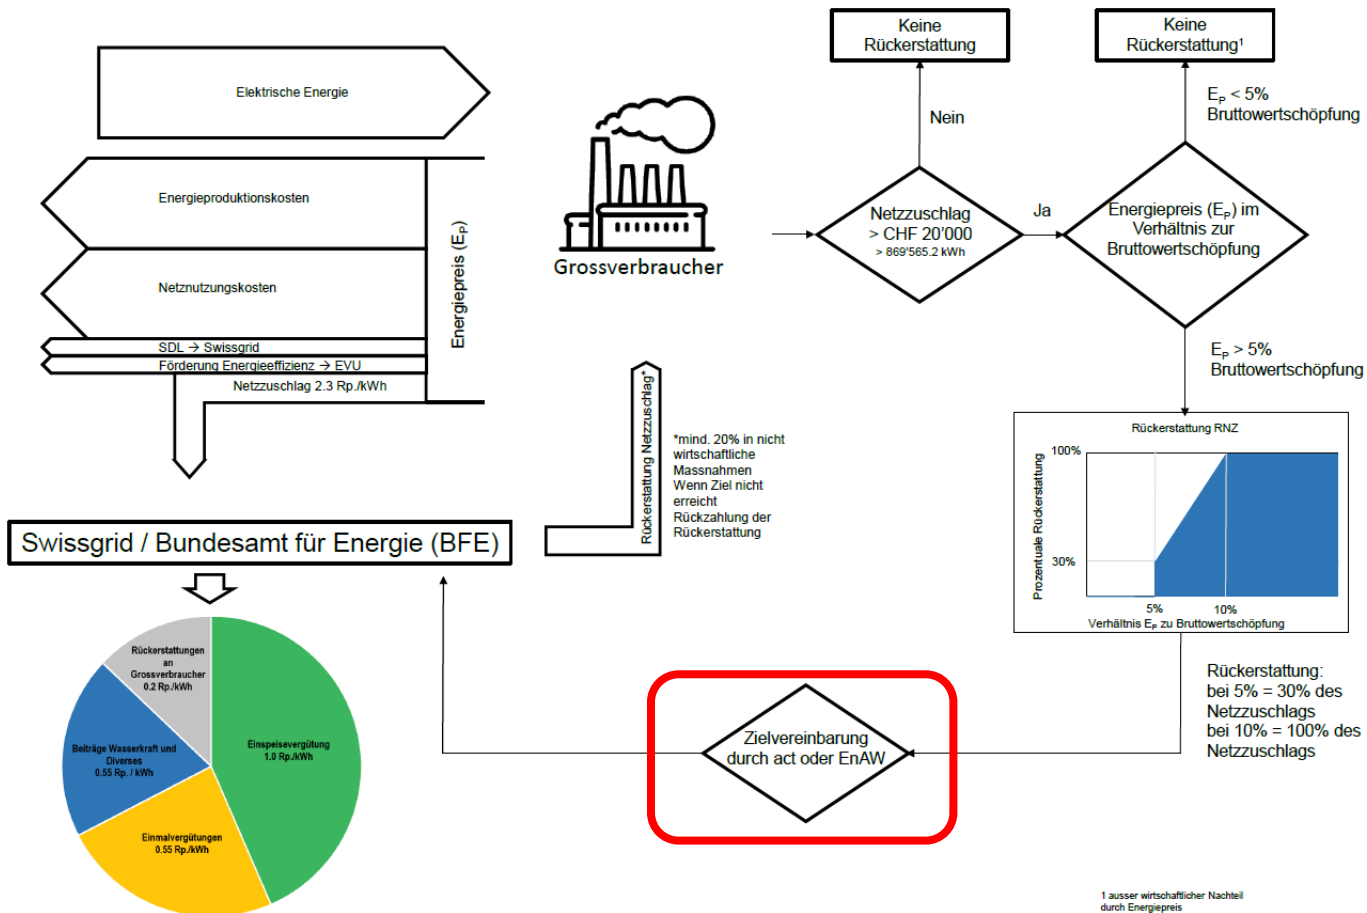 Elektrische Energie
Energieproduktionskosten
Netznutzungskosten
SDL → Swissgrid
Förderung Energieeffizienz → EVU
Netzzuschlag 2.3 Rp./kWh
Energiepreis (EP)
Grossverbraucher
Keine
Rückerstattung
Keine
Rückerstattung¹
Nein
EP < 5%
Bruttowertschöpfung
Netzzuschlag
> CHF 20'000
> 869'565.2 kWh
Ja
Energiepreis (EP) im
Verhältnis zur
Bruttowertschöpfung
EP > 5%
Bruttowertschöpfung
Rückerstattung Netzzuschlag*
*mind. 20% in nicht
wirtschaftliche
Massnahmen
Wenn Ziel nicht
erreicht
Rückzahlung der
Rückerstattung
Rückerstattung RNZ
Prozentuale Rückerstattung
100%
30%
5%
10%
Verhältnis EP zu Bruttowertschöpfung
Rückerstattung:
bei 5% = 30% des
Netzzuschlags
bei 10% = 100% des
Netzzuschlags
Zielvereinbarung
durch act oder EnAW
Swissgrid / Bundesamt für Energie (BFE)
Rückerstattungen
an
Grossverbraucher
0.2 Rp./kWh
Einspeisevergütung
1.0 Rp./kWh
Beiträge Wasserkraft und
Diverses
0.55 Rp. / kWh
Einmalvergütungen
0.55 Rp./kWh
1 ausser wirtschaftlicher Nachteil
durch Energiepreis